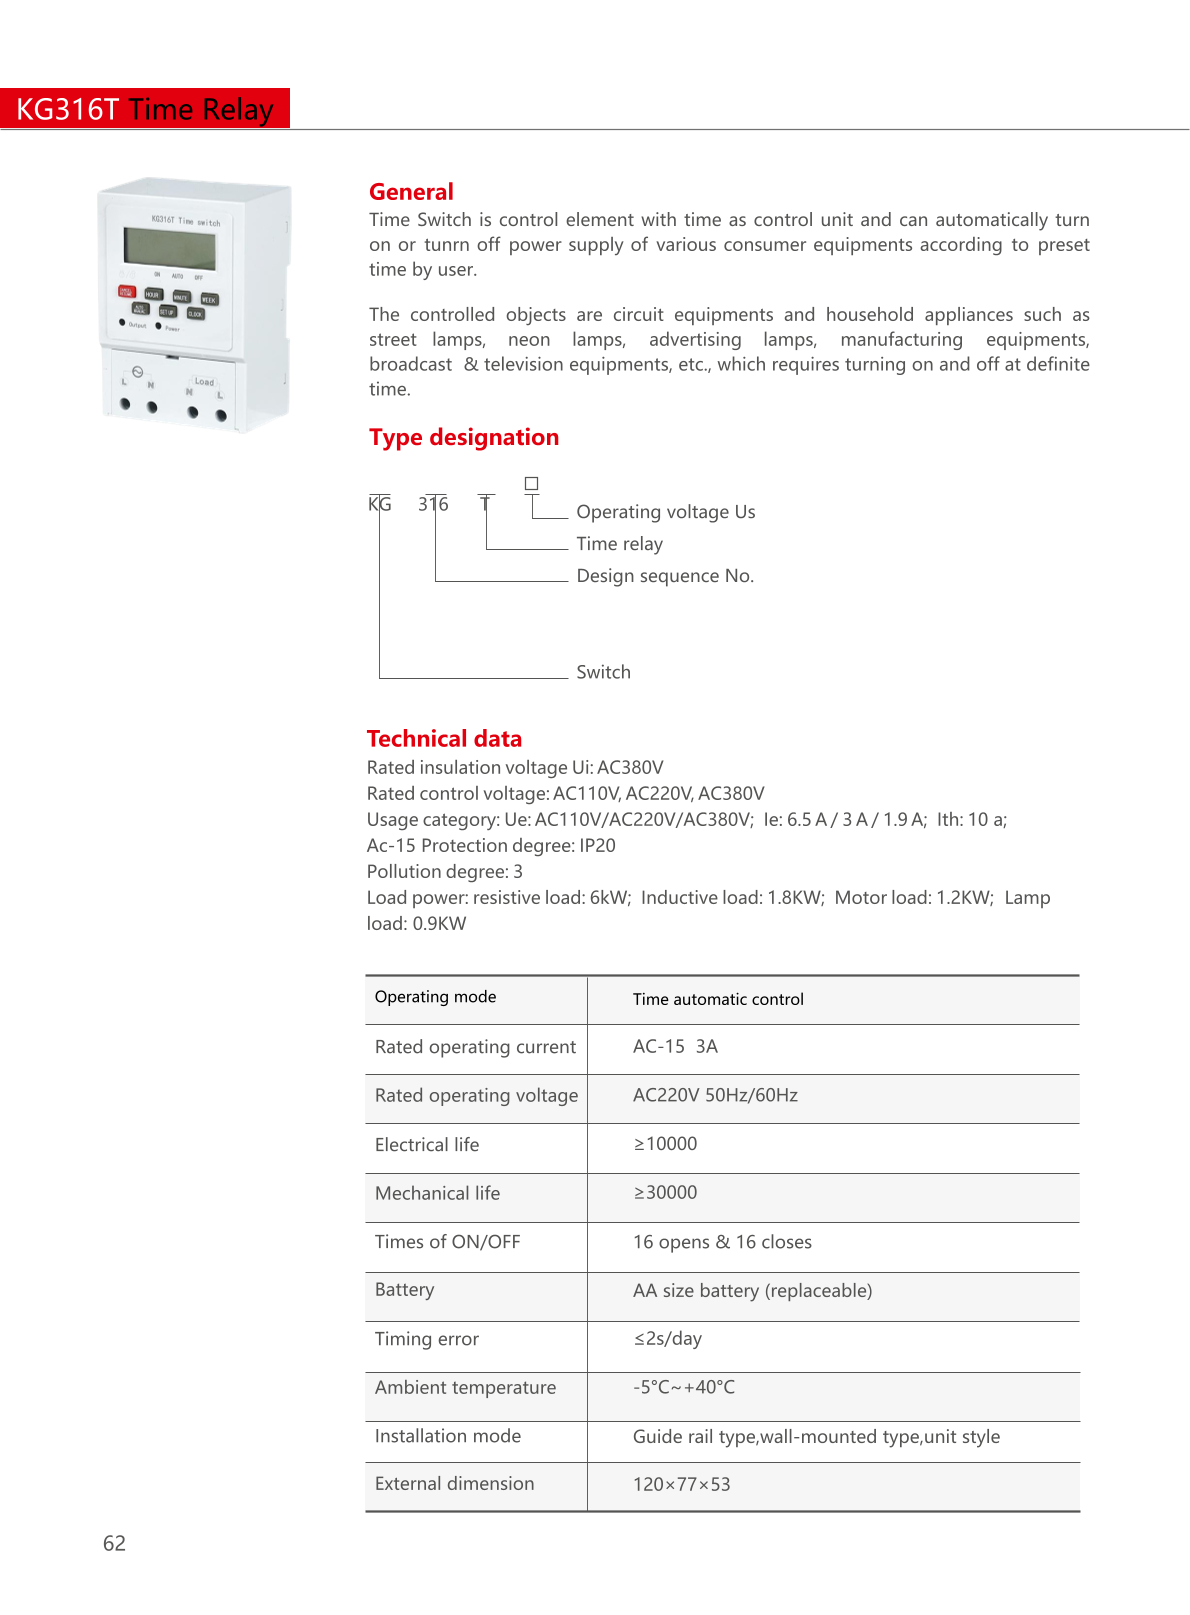 KG316T Time Relay
KG316T Time switch
ON AUTO OFF
HOUR MINUTE WEEK
SET UP CLOCK
Output Power
L N Load N L
General
Time Switch is control element with time as control unit and can automatically turn
on or tunrn off power supply of various consumer equipments according to preset
time by user.
The controlled objects are circuit equipments and household appliances such as
street lamps, neon lamps, advertising lamps, manufacturing equipments,
broadcast & television equipments, etc., which requires turning on and off at definite
time.
Type designation
KG 316 T □
Operating voltage Us
Time relay
Design sequence No.
Switch
Technical data
Rated insulation voltage Ui: AC380V
Rated control voltage: AC110V, AC220V, AC380V
Usage category: Ue: AC110V/AC220V/AC380V; Ie: 6.5 A / 3 A / 1.9 A; Ith: 10 a;
Ac-15 Protection degree: IP20
Pollution degree: 3
Load power: resistive load: 6kW; Inductive load: 1.8KW; Motor load: 1.2KW; Lamp
load: 0.9KW
Operating mode Time automatic control
Rated operating current AC-15 3A
Rated operating voltage AC220V 50Hz/60Hz
Electrical life ≥10000
Mechanical life ≥30000
Times of ON/OFF 16 opens & 16 closes
Battery AA size battery (replaceable)
Timing error ≤2s/day
Ambient temperature -5°C~+40°C
Installation mode Guide rail type,wall-mounted type,unit style
External dimension 120×77×53
62